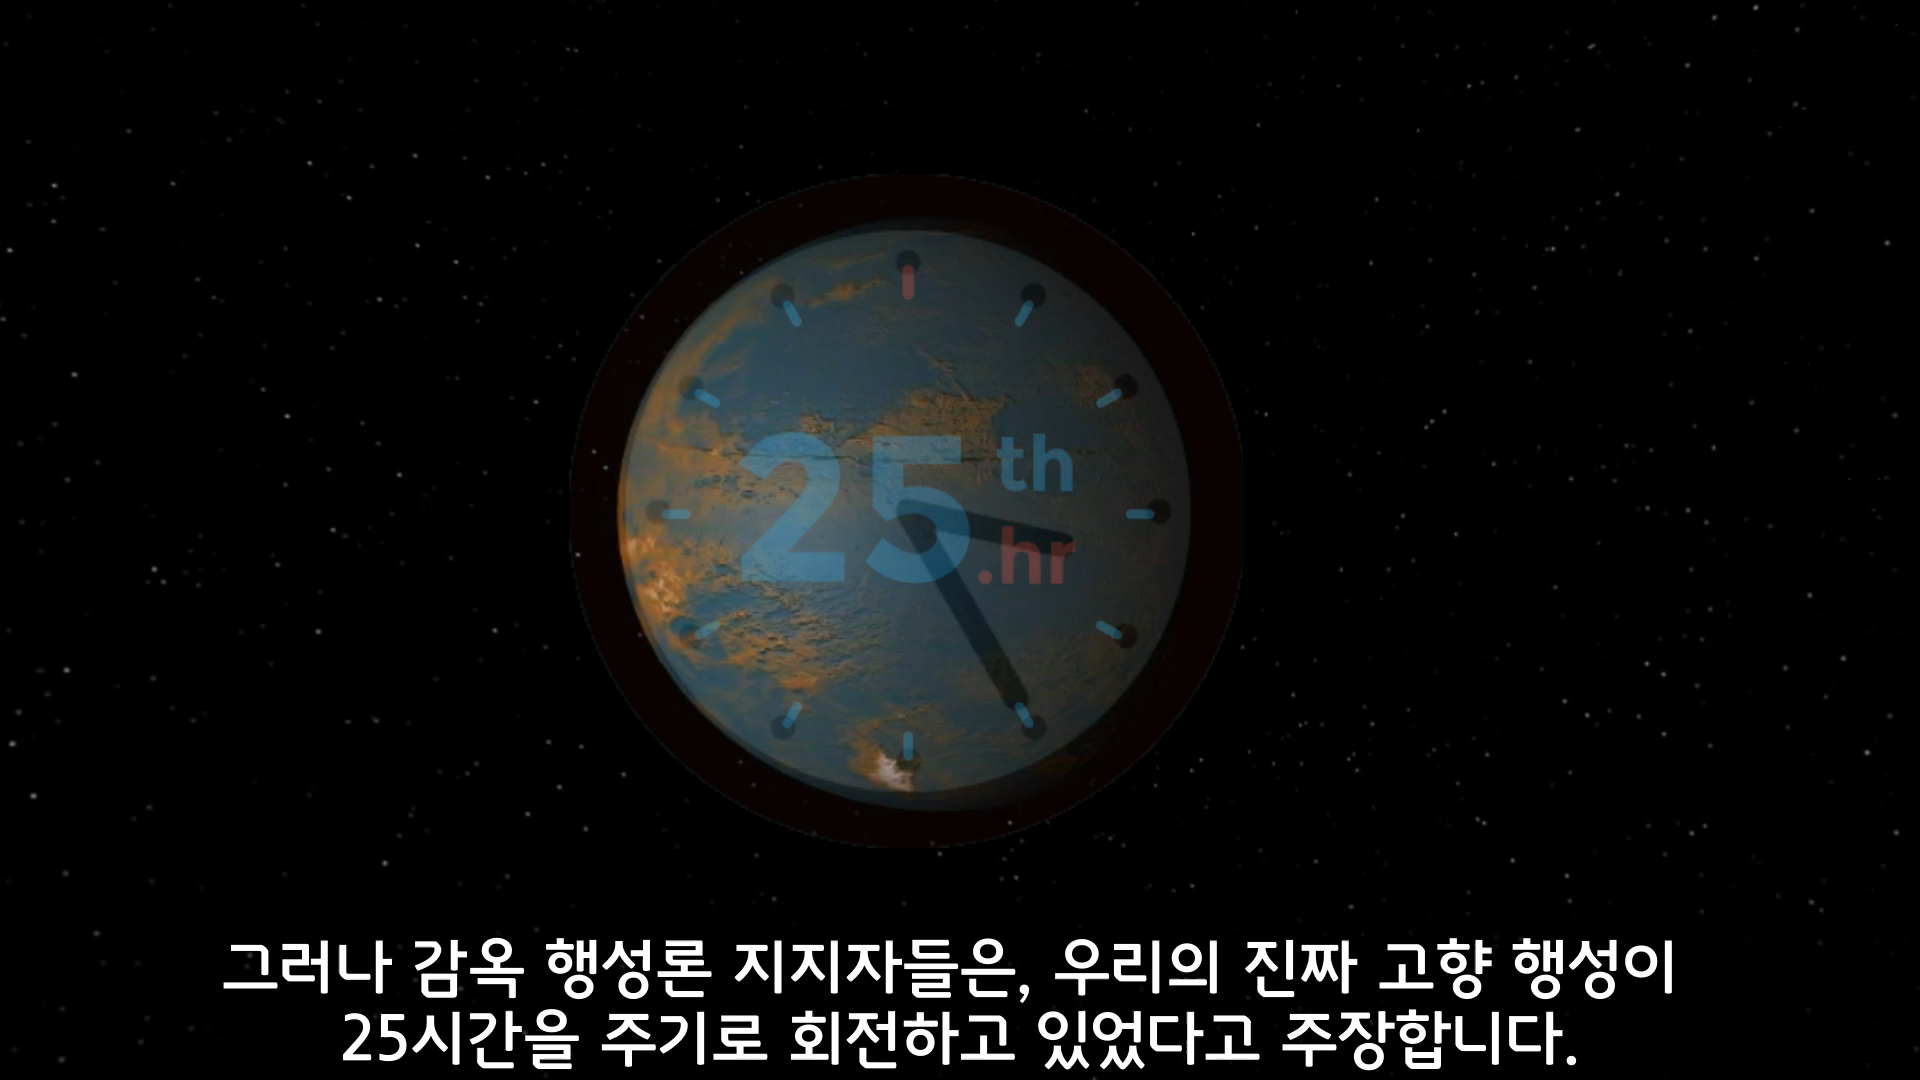 25th
.hr
그러나 감옥 행성론 지지자들은, 우리의 진짜 고향 행성이
25시간을 주기로 회전하고 있었다고 주장합니다.